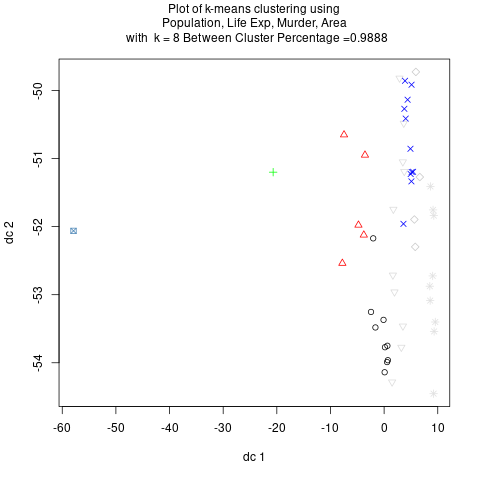 Plot of k-means clustering using
Population, Life Exp, Murder, Area
with k = 8 Between Cluster Percentage =0.9888
dc 2
-50
-51
-52
-53
-54
-60 -50 -40 -30 -20 -10 0 10
dc 1